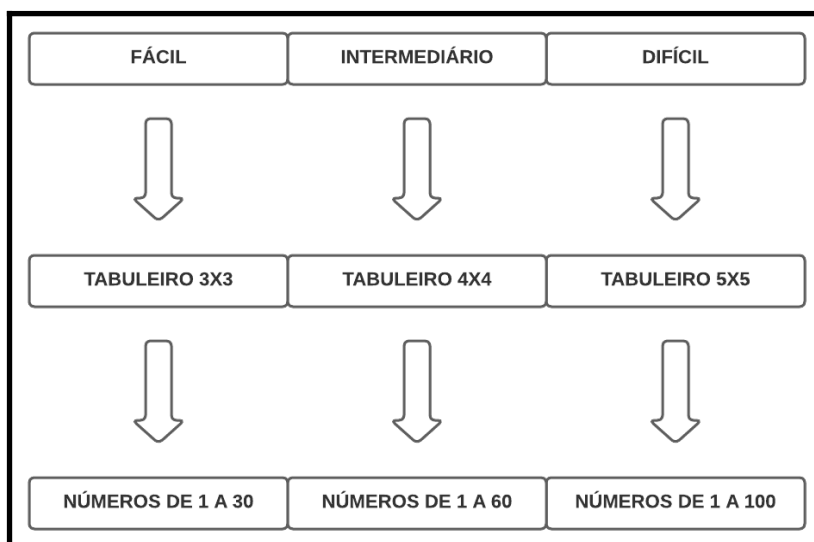 FÁCIL INTERMEDIÁRIO DIFÍCIL
TABULEIRO 3X3 TABULEIRO 4X4 TABULEIRO 5X5
NÚMEROS DE 1 A 30 NÚMEROS DE 1 A 60 NÚMEROS DE 1 A 100